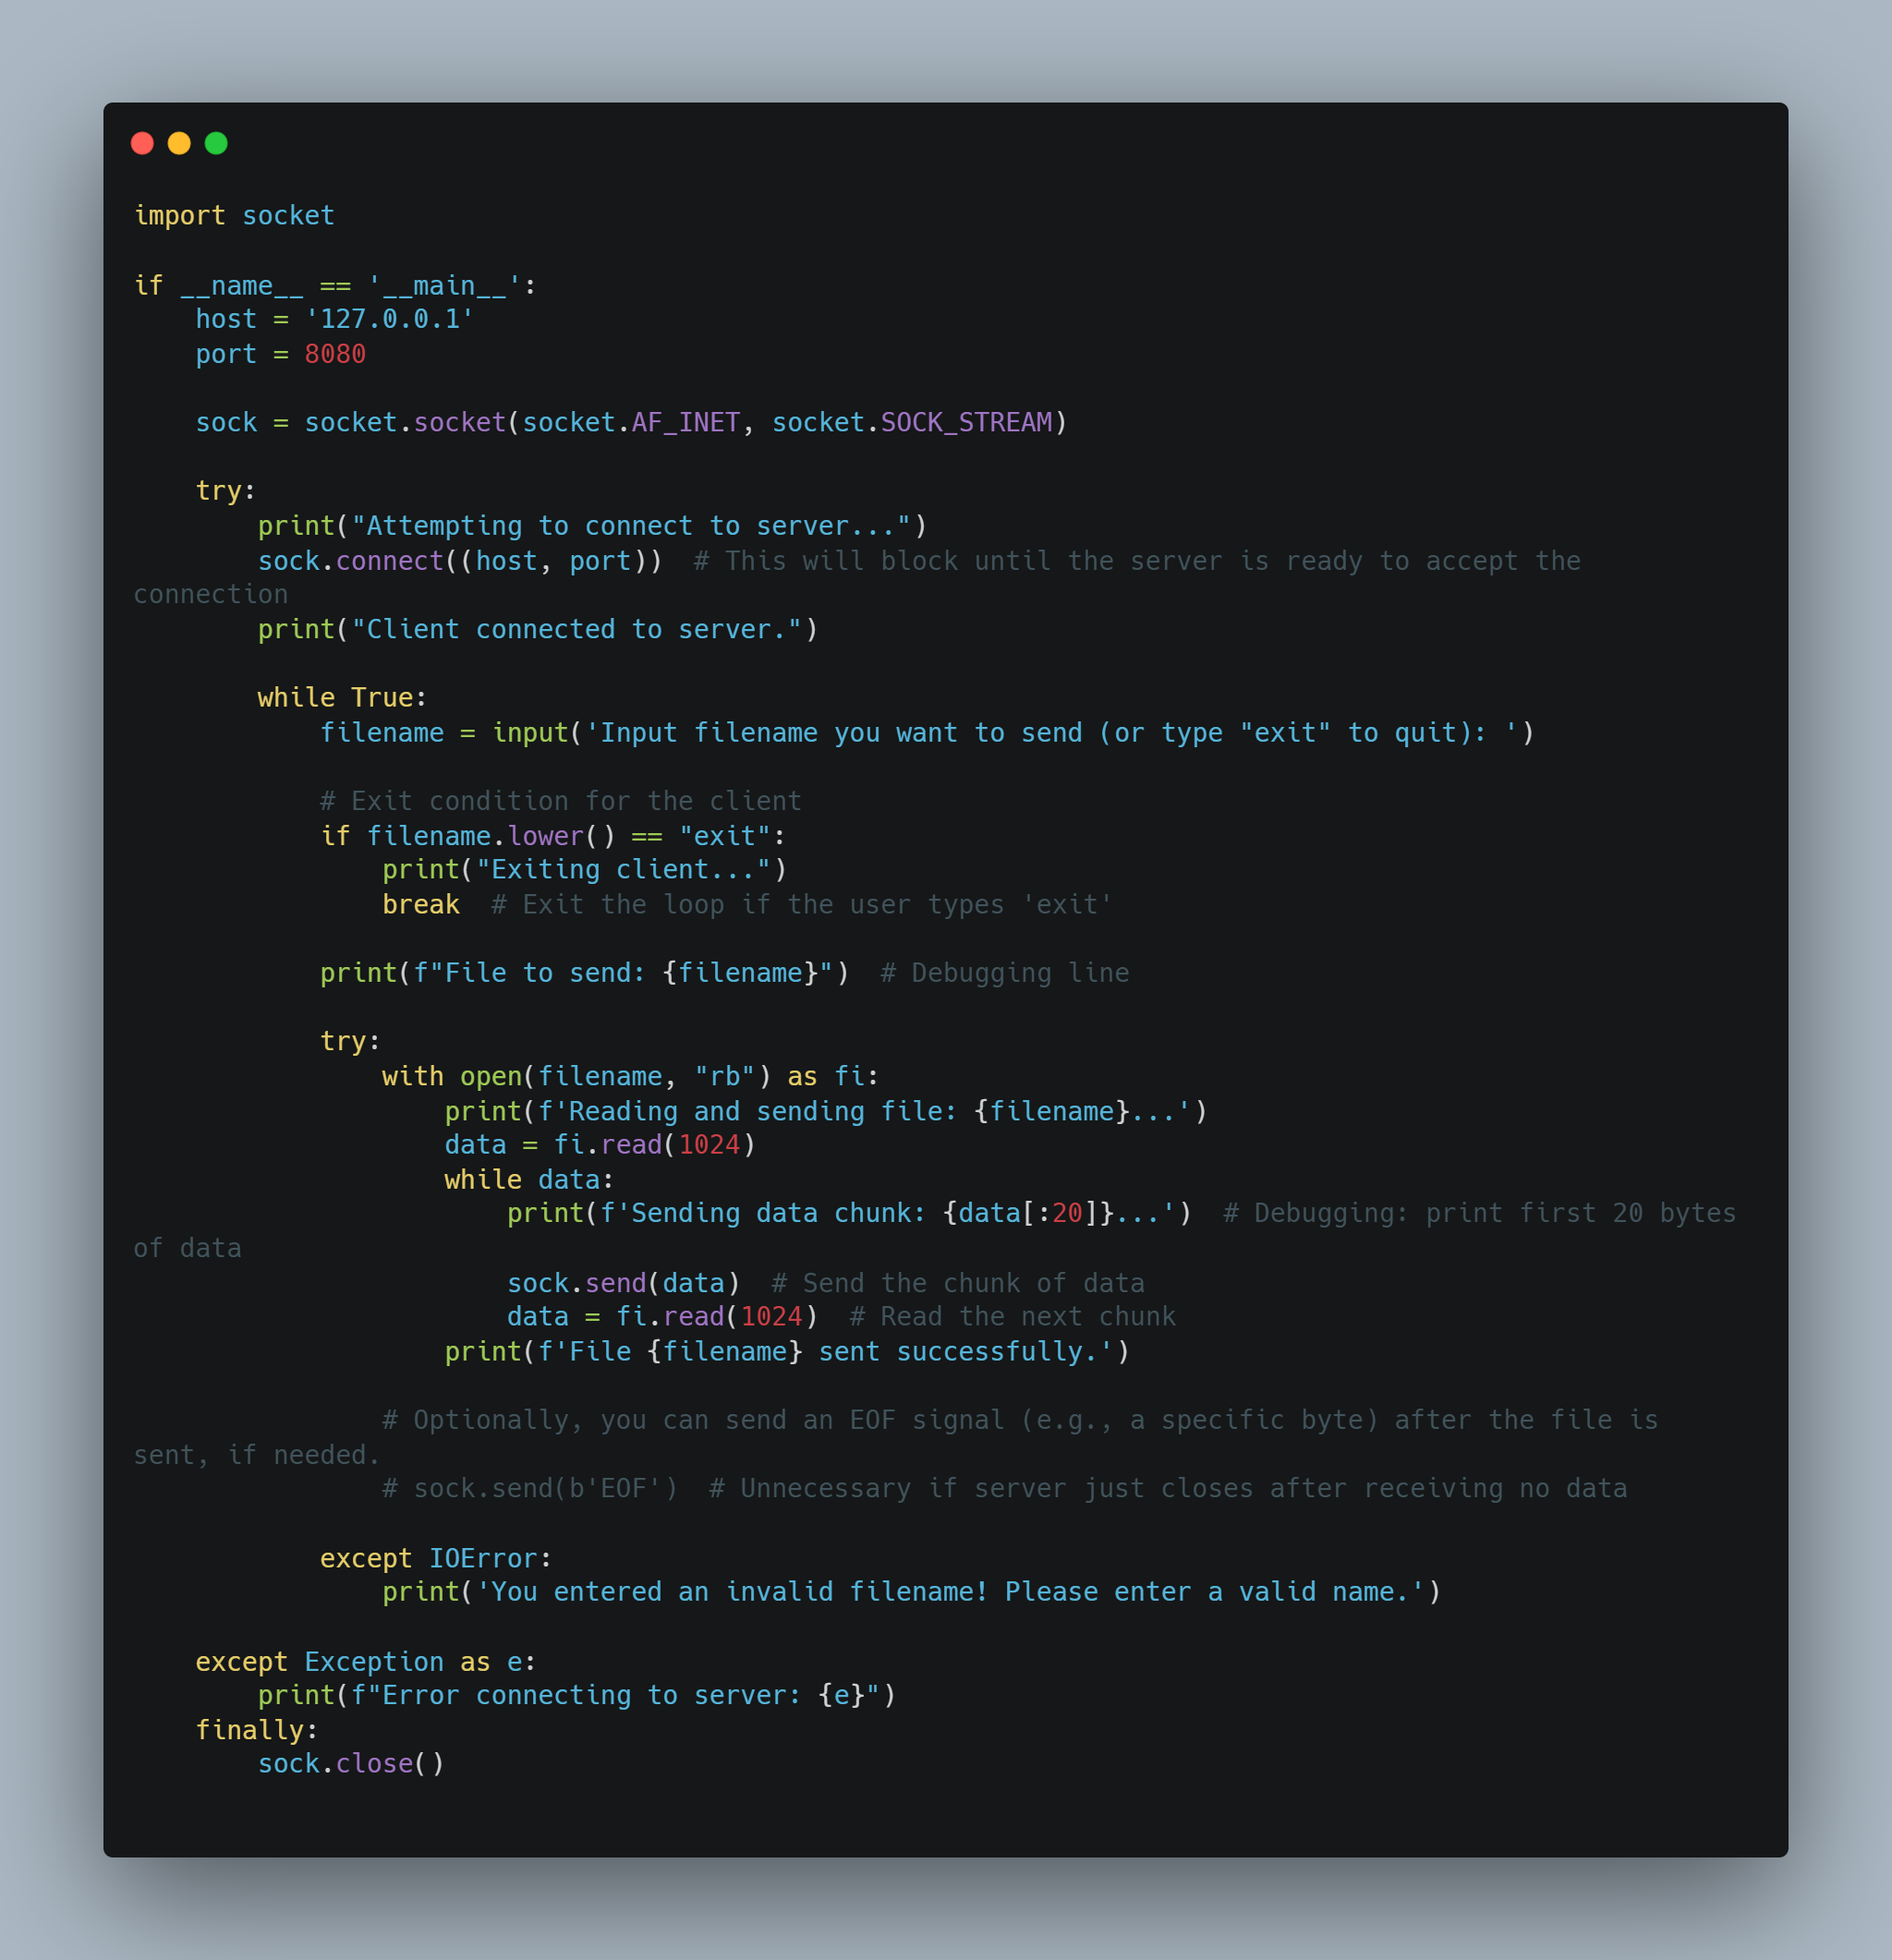 import socket

if __name__ == '__main__':
    host = '127.0.0.1'
    port = 8080

    sock = socket.socket(socket.AF_INET, socket.SOCK_STREAM)

    try:
        print("Attempting to connect to server...")
        sock.connect((host, port))  # This will block until the server is ready to accept the
connection
        print("Client connected to server.")

        while True:
            filename = input('Input filename you want to send (or type "exit" to quit): ')

            # Exit condition for the client
            if filename.lower() == "exit":
                print("Exiting client...")
                break  # Exit the loop if the user types 'exit'

            print(f"File to send: {filename}")  # Debugging line

            try:
                with open(filename, "rb") as fi:
                    print(f'Reading and sending file: {filename}...')
                    data = fi.read(1024)
                    while data:
                        print(f'Sending data chunk: {data[:20]}...')  # Debugging: print first 20 bytes
of data
                        sock.send(data)  # Send the chunk of data
                        data = fi.read(1024)  # Read the next chunk
                    print(f'File {filename} sent successfully.')

                # Optionally, you can send an EOF signal (e.g., a specific byte) after the file is
sent, if needed.
                # sock.send(b'EOF')  # Unnecessary if server just closes after receiving no data

            except IOError:
                print('You entered an invalid filename! Please enter a valid name.')

    except Exception as e:
        print(f"Error connecting to server: {e}")
    finally:
        sock.close()